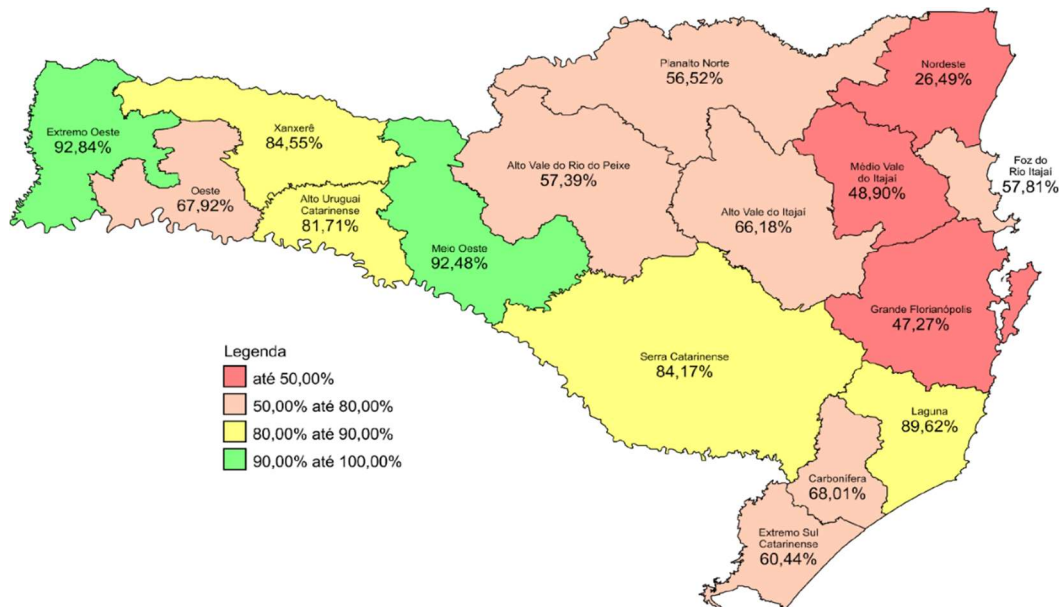 Planalto Norte
56,52%
Nordeste
26,49%
Extremo Oeste
92,84%
Xanxerê
84,55%
Alto Vale do Rio do Peixe
57,39%
Médio Vale
do Itajaí
48,90%
Foz do
Rio Itajaí
57,81%
Oeste
67,92%
Alto Uruguai
Catarinense
81,71%
Alto Vale do Itajaí
66,18%
Meio Oeste
92,48%
Grande Florianópolis
47,27%
Serra Catarinense
84,17%
Laguna
89,62%
Carbonífera
68,01%
Extremo Sul
Catarinense
60,44%
Legenda
até 50,00%
50,00% até 80,00%
80,00% até 90,00%
90,00% até 100,00%